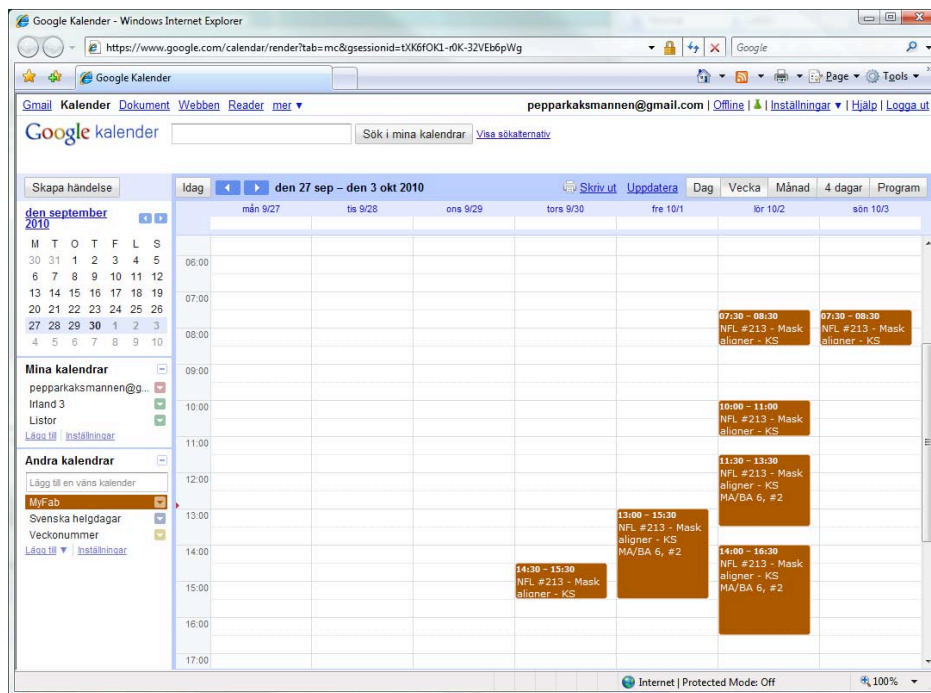 Google Kalender - Windows Internet Explorer
https://www.google.com/calendar/render?tab=mc&gsessionid=tXK6fOK1-r0K-32VEb6pWg
Google
Google Kalender
Page Tools
Gmail Kalender Dokument Webben Reader mer
pepparkaksmannen@gmail.com | Offline | Inställningar | Hjälp | Logga ut
Google kalender
Sök i mina kalendrar
Visa sökalternativ
Skapa händelse
Idag
den 27 sep – den 3 okt 2010
Skriv ut Uppdatera
Dag Vecka Månad 4 dagar Program
den september
2010
M T O T F L S
30 31 1 2 3 4 5
6 7 8 9 10 11 12
13 14 15 16 17 18 19
20 21 22 23 24 25 26
27 28 29 30 1 2 3
4 5 6 7 8 9 10
Mina kalendrar
pepparkaksmannen@g...
Irland 3
Listor
Lägg till | Inställningar
Andra kalendrar
Lägg till en väns kalender
MyFab
Svenska helgdagar
Veckonummer
Lägg till | Inställningar
mån 9/27 tis 9/28 ons 9/29 tors 9/30 fre 10/1 lör 10/2 sön 10/3
06:00
07:00
08:00
09:00
10:00
11:00
12:00
13:00
14:00
15:00
16:00
17:00
14:30 – 15:30
NFL #213 - Mask
aligner - KS
13:00 – 15:30
NFL #213 - Mask
aligner - KS
MA/BA 6, #2
07:30 – 08:30
NFL #213 - Mask
aligner - KS
10:00 – 11:00
NFL #213 - Mask
aligner - KS
11:30 – 13:30
NFL #213 - Mask
aligner - KS
MA/BA 6, #2
14:00 – 16:30
NFL #213 - Mask
aligner - KS
MA/BA 6, #2
07:30 – 08:30
NFL #213 - Mask
aligner - KS
Internet | Protected Mode: Off
100%